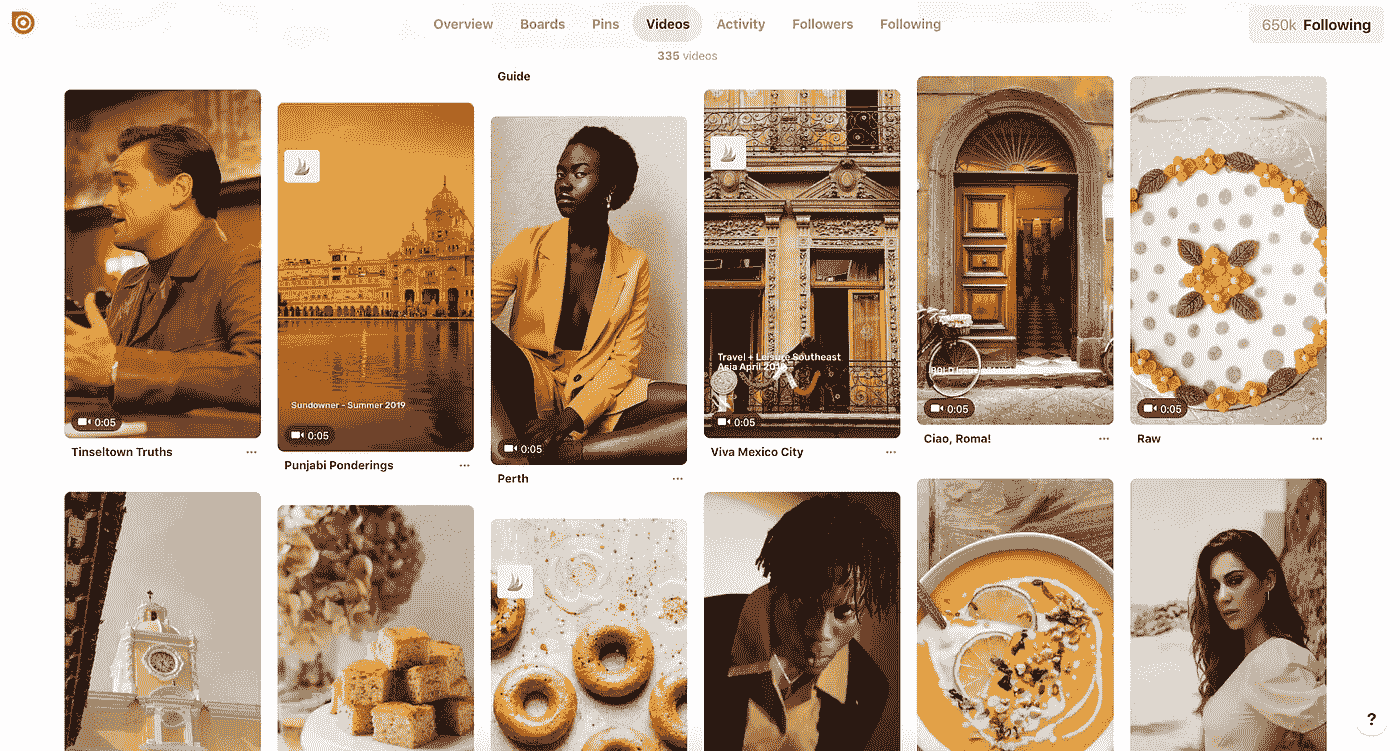 Overview Boards Pins Videos Activity Followers Following
650k Following
335 videos
Guide
Sundowner - Summer 2019
Travel + Leisure Southeast
Asia April
0:05
0:05
0:05
0:05
0:05
0:05
Tinseltown Truths
Punjabi Ponderings
Perth
Viva Mexico City
Ciao, Roma!
Raw
?